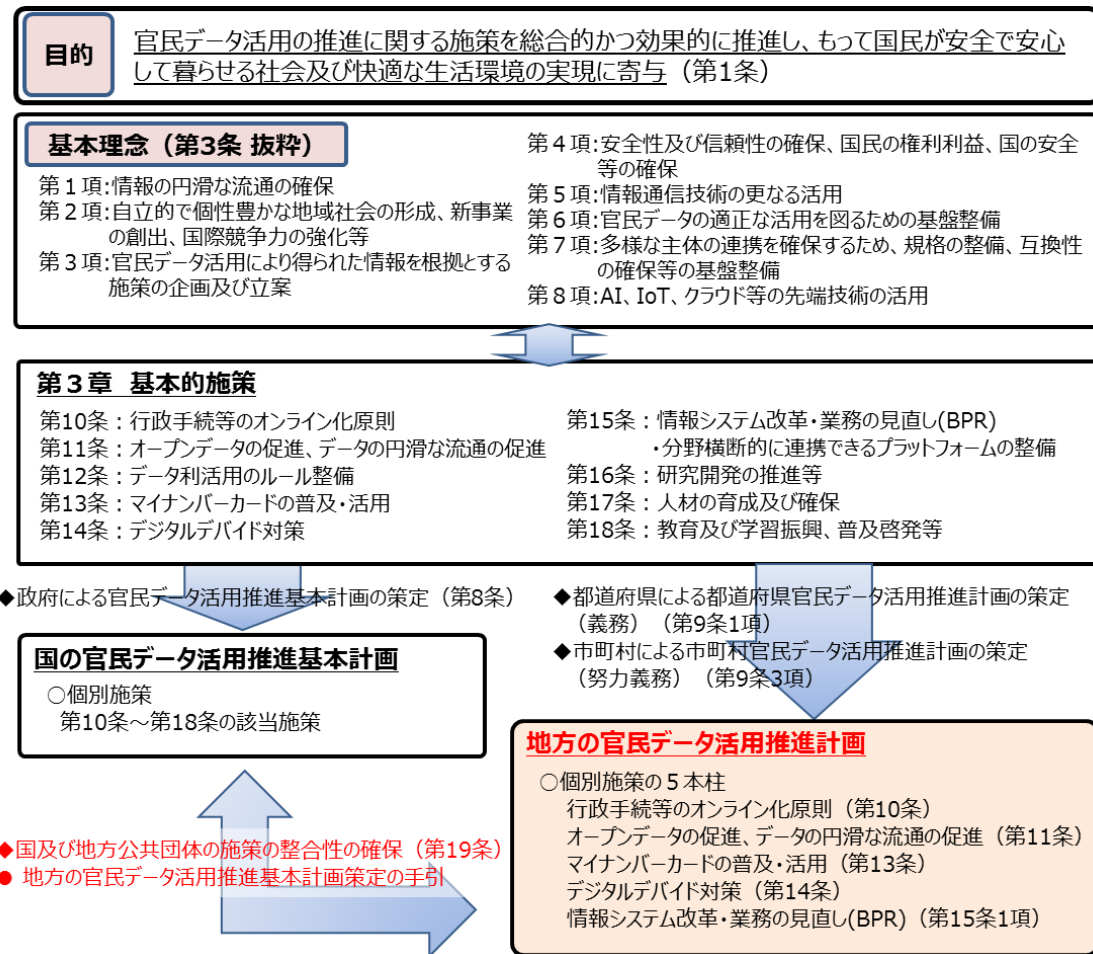 目的
官民データ活用の推進に関する施策を総合的かつ効果的に推進し、もって国民が安全で安心
して暮らせる社会及び快適な生活環境の実現に寄与（第1条）
基本理念（第3条 抜粋）
第１項:情報の円滑な流通の確保
第２項:自立的で個性豊かな地域社会の形成、新事業
の創出、国際競争力の強化等
第３項:官民データ活用により得られた情報を根拠とする
施策の企画及び立案
第４項:安全性及び信頼性の確保、国民の権利利益、国の安全
等の確保
第５項:情報通信技術の更なる活用
第６項:官民データの適正な活用を図るための基盤整備
第７項:多様な主体の連携を確保するため、規格の整備、互換性
の確保等の基盤整備
第８項:AI、IoT、クラウド等の先端技術の活用
第３章 基本的施策
第10条：行政手続等のオンライン化原則
第11条：オープンデータの促進、データの円滑な流通の促進
第12条：データ利活用のルール整備
第13条：マイナンバーカードの普及・活用
第14条：デジタルデバイド対策
第15条：情報システム改革・業務の見直し(BPR)
・分野横断的に連携できるプラットフォームの整備
第16条：研究開発の推進等
第17条：人材の育成及び確保
第18条：教育及び学習振興、普及啓発等
◆政府による官民データ活用推進基本計画の策定（第8条）
◆都道府県による都道府県官民データ活用推進計画の策定
（義務）（第9条1項）
◆市町村による市町村官民データ活用推進計画の策定
（努力義務）（第9条3項）
国の官民データ活用推進基本計画
○個別施策
第10条～第18条の該当施策
地方の官民データ活用推進計画
○個別施策の５本柱
行政手続等のオンライン化原則（第10条）
オープンデータの促進、データの円滑な流通の促進（第11条）
マイナンバーカードの普及・活用（第13条）
デジタルデバイド対策（第14条）
情報システム改革・業務の見直し(BPR)（第15条1項）
◆国及び地方公共団体の施策の整合性の確保（第19条）
● 地方の官民データ活用推進基本計画策定の手引